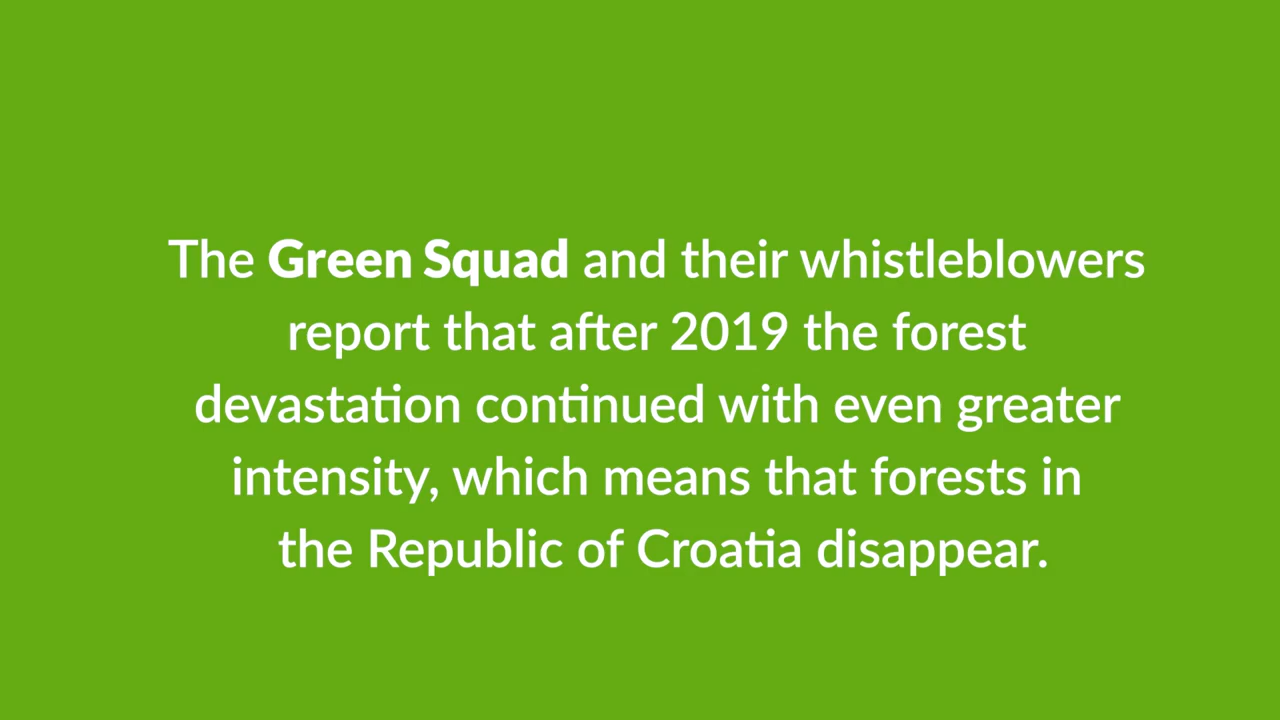 The Green Squad and their whistleblowers
report that after 2019 the forest
devastation continued with even greater
intensity, which means that forests in
the Republic of Croatia disappear.